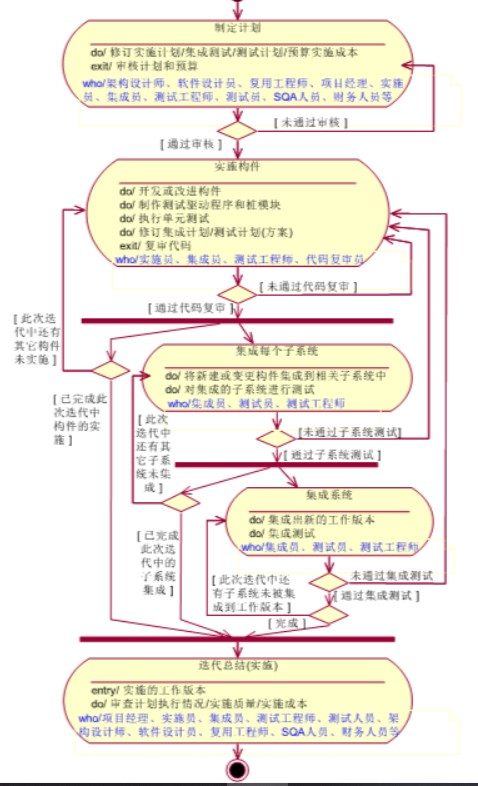 制定计划
do/ 修订实施计划/集成测试/测试计划/预算实施成本
exit/ 审核计划和预算
who/架构设计师、软件设计员、复用工程师、项目经理、实施
员、集成员、测试工程师、测试员、SQA人员、财务人员等
[ 未通过审核 ]
[ 通过审核 ]
实施构件
do/ 开发或改进构件
do/ 制作测试驱动程序和桩模块
do/ 执行单元测试
do/ 修订集成计划/测试计划(方案)
exit/ 复审代码
who/实施员、集成员、测试工程师、代码复审员
[ 未通过代码复审 ]
[ 通过代码复审 ]
[ 此次迭
代中还有
其它构件
未实施 ]
集成每个子系统
do/ 将新建或变更构件集成到相关子系统中
do/ 对集成的子系统进行测试
who/集成员、测试员、测试工程师
[ 已完成此
次迭代中
构件的实
施 ]
[ 此次
迭代中
还有其
它子系
统未集
成 ]
[未通过子系统测试]
[ 通过子系统测试 ]
集成系统
do/ 集成出新的工作版本
do/ 集成测试
who/集成员、测试员、测试工程师
[ 已完成
此次迭
代中的
子系统
集成 ]
[ 此次迭代中还
有子系统未被集
成到工作版本 ]
未通过集成测试
[ 通过集成测试 ]
[ 完成 ]
迭代总结(实施)
entry/ 实施的工作版本
do/ 审查计划执行情况/实施质量/实施成本
who/项目经理、实施员、集成员、测试工程师、测试人员、架
构设计师、软件设计员、复用工程师、SQA人员、财务人员等